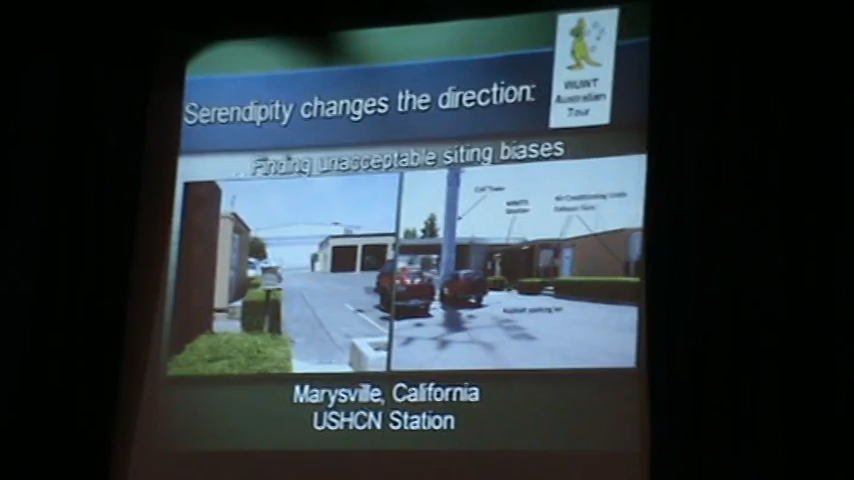 Serendipity changes the direction:
WUWT
Australian
Tour
... Finding unacceptable siting biases
Cell Tower
MMTS
Shelter
Air Conditioning Units
Exhaust Fans
Asphalt parking lot
Marysville, California
USHCN Station